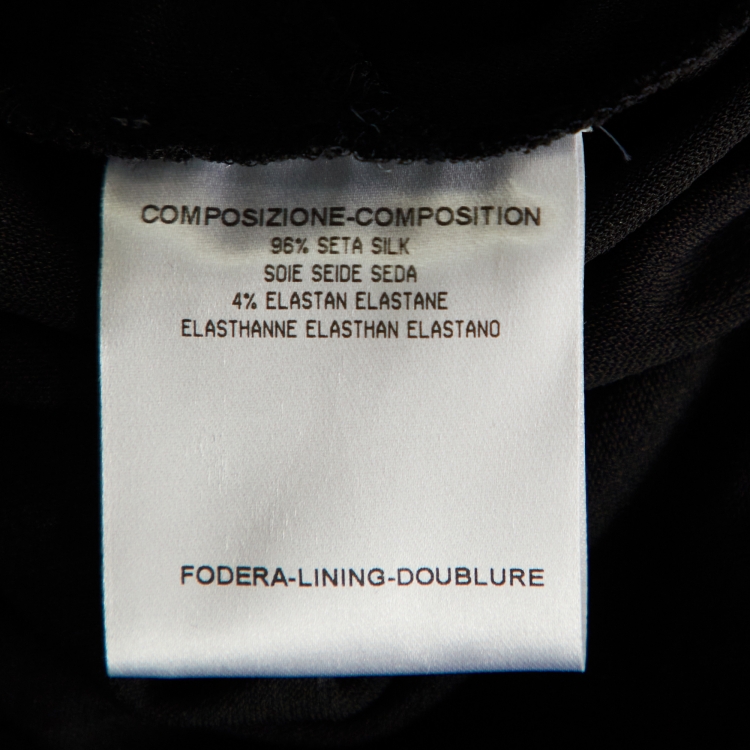 COMPOSIZIONE-COMPOSITION
96% SETA SILK
SOIE SEIDE SEDA
4% ELASTAN ELASTANE
ELASTHANNE ELASTHAN ELASTANO
FODERA-LINING-DOUBLURE